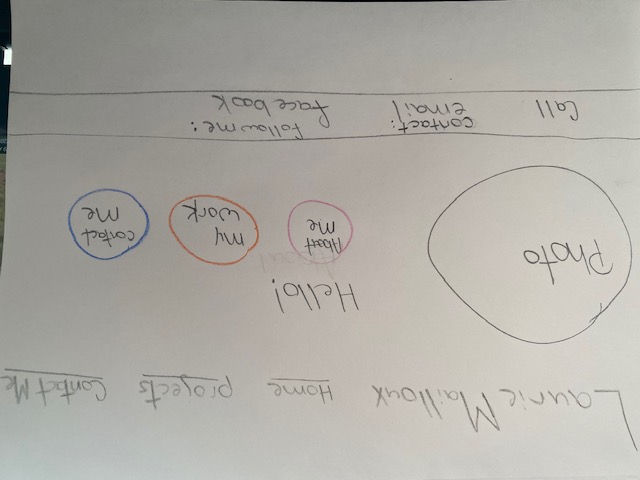 Laurie Mailloux Home projects Contact Me
Photo
Hello!
About
Me
my
work
contact
me
Call
contact:
email
follow me:
facebook